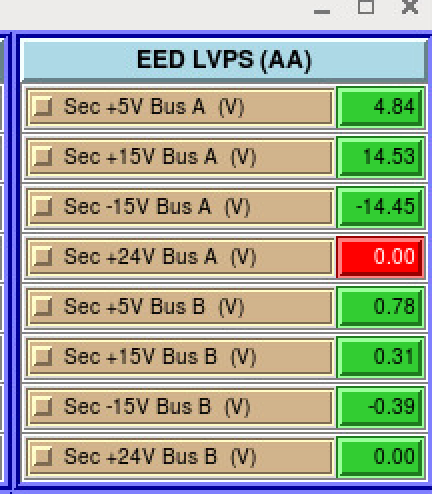 EED LVPS (AA)
Sec +5V Bus A (V) 4.84
Sec +15V Bus A (V) 14.53
Sec -15V Bus A (V) -14.45
Sec +24V Bus A (V) 0.00
Sec +5V Bus B (V) 0.78
Sec +15V Bus B (V) 0.31
Sec -15V Bus B (V) -0.39
Sec +24V Bus B (V) 0.00